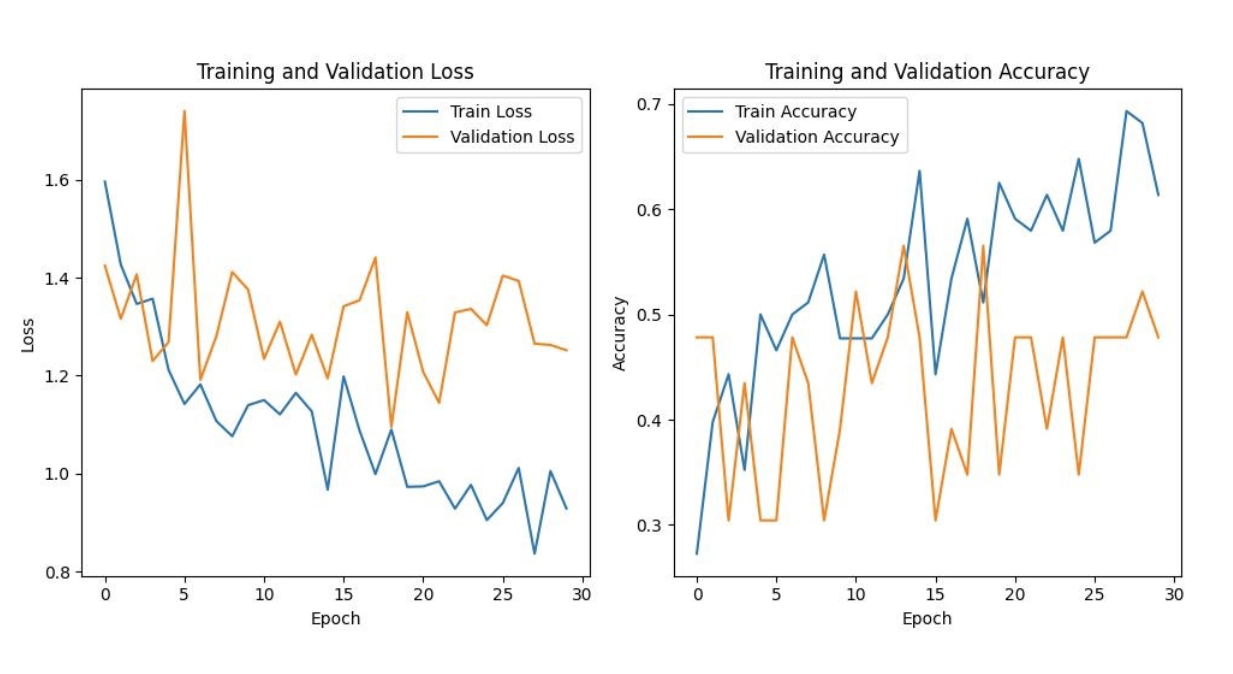 Training and Validation Loss
Train Loss
Validation Loss
1.6
1.4
1.2
1.0
0.8
Loss
0
5
10
15
20
25
30
Epoch
Training and Validation Accuracy
Train Accuracy
Validation Accuracy
0.7
0.6
0.5
0.4
0.3
Accuracy
0
5
10
15
20
25
30
Epoch